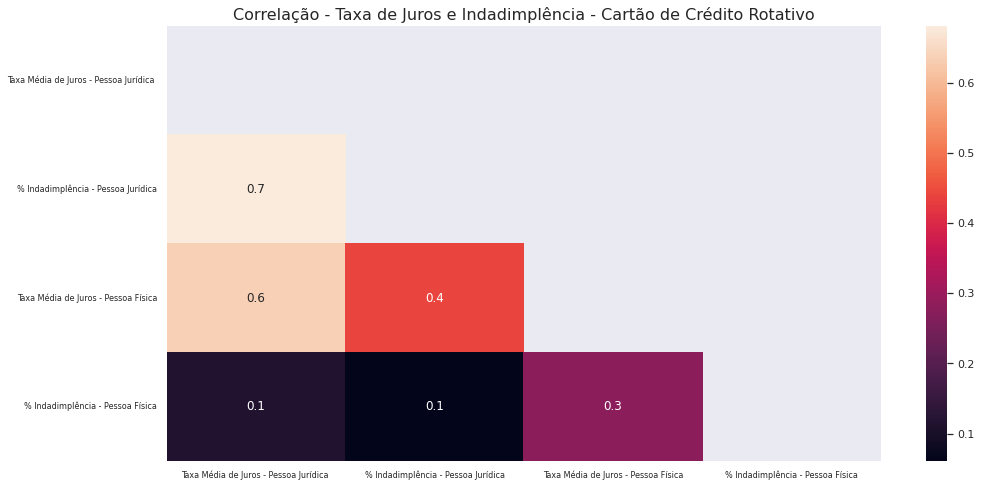 Correlação - Taxa de Juros e Indadimplência - Cartão de Crédito Rotativo
Taxa Média de Juros - Pessoa Jurídica
% Indadimplência - Pessoa Jurídica
0.7
Taxa Média de Juros - Pessoa Física
0.6 0.4
% Indadimplência - Pessoa Física
0.1 0.1 0.3
Taxa Média de Juros - Pessoa Jurídica % Indadimplência - Pessoa Jurídica Taxa Média de Juros - Pessoa Física % Indadimplência - Pessoa Física
0.6
0.5
0.4
0.3
0.2
0.1